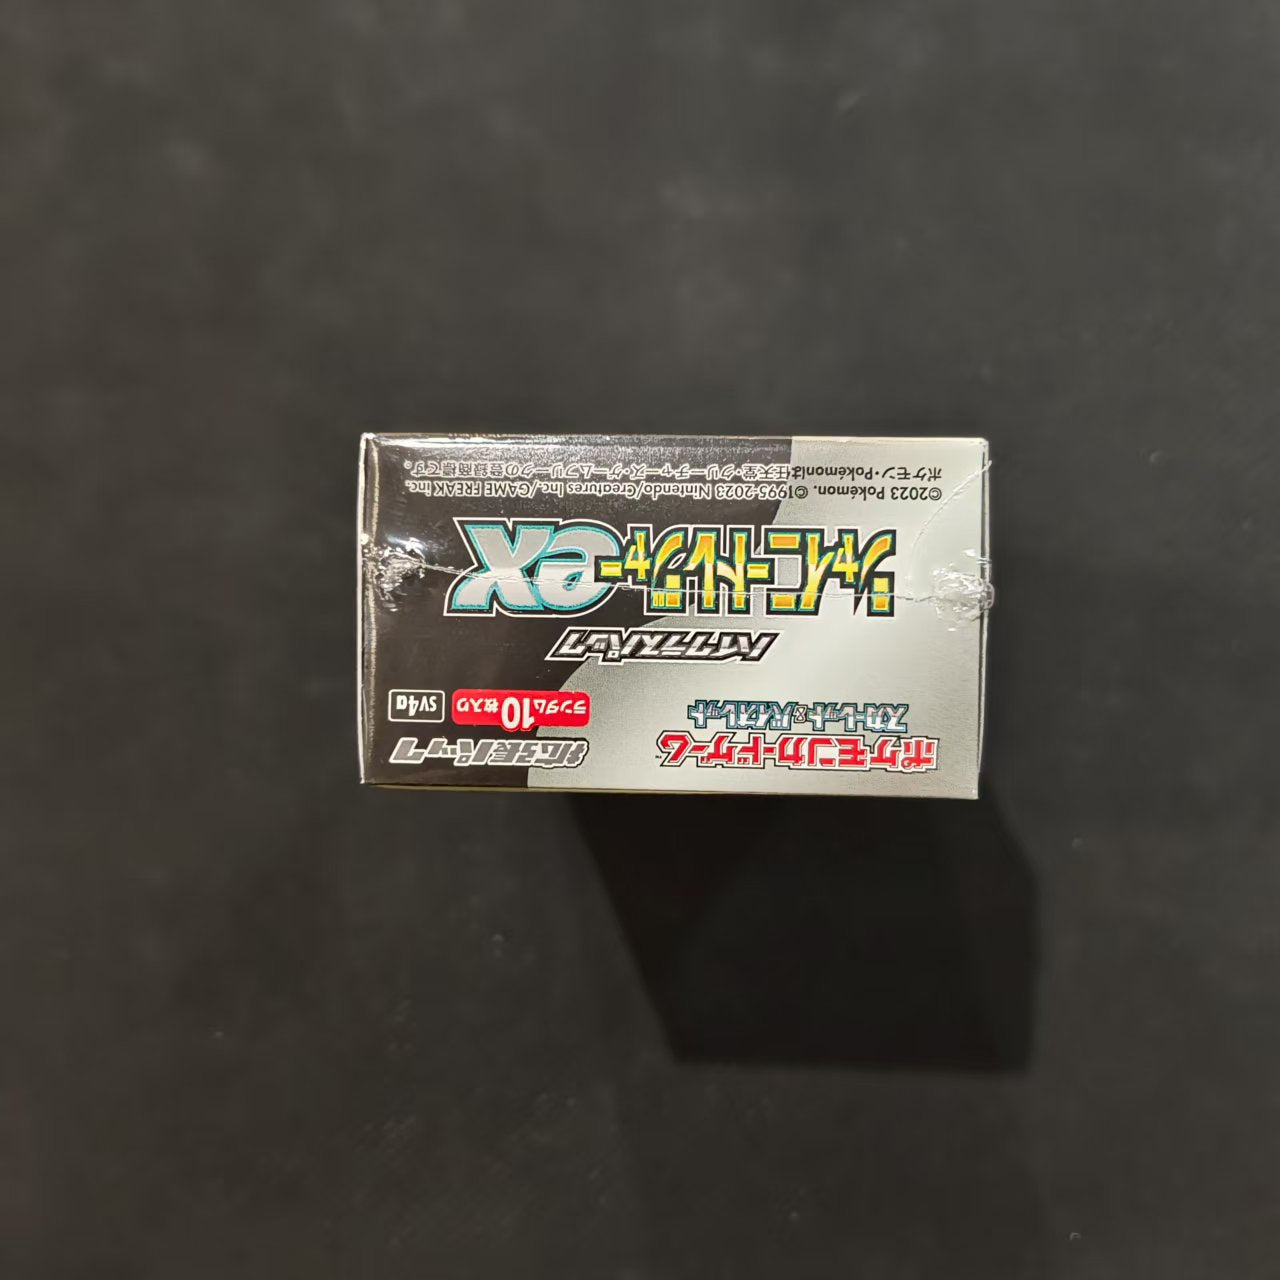 ポケモンカードゲーム
スカーレット&バイオレット
拡張パック
ランダム10枚入り
SV4a
ハイクラスパック
シャイニートレジャーex
©2023 Pokémon. ©1995-2023 Nintendo/Creatures Inc./GAME FREAK inc.
ポケモン・Pokémonは任天堂・クリーチャーズ・ゲームフリークの登録商標です。